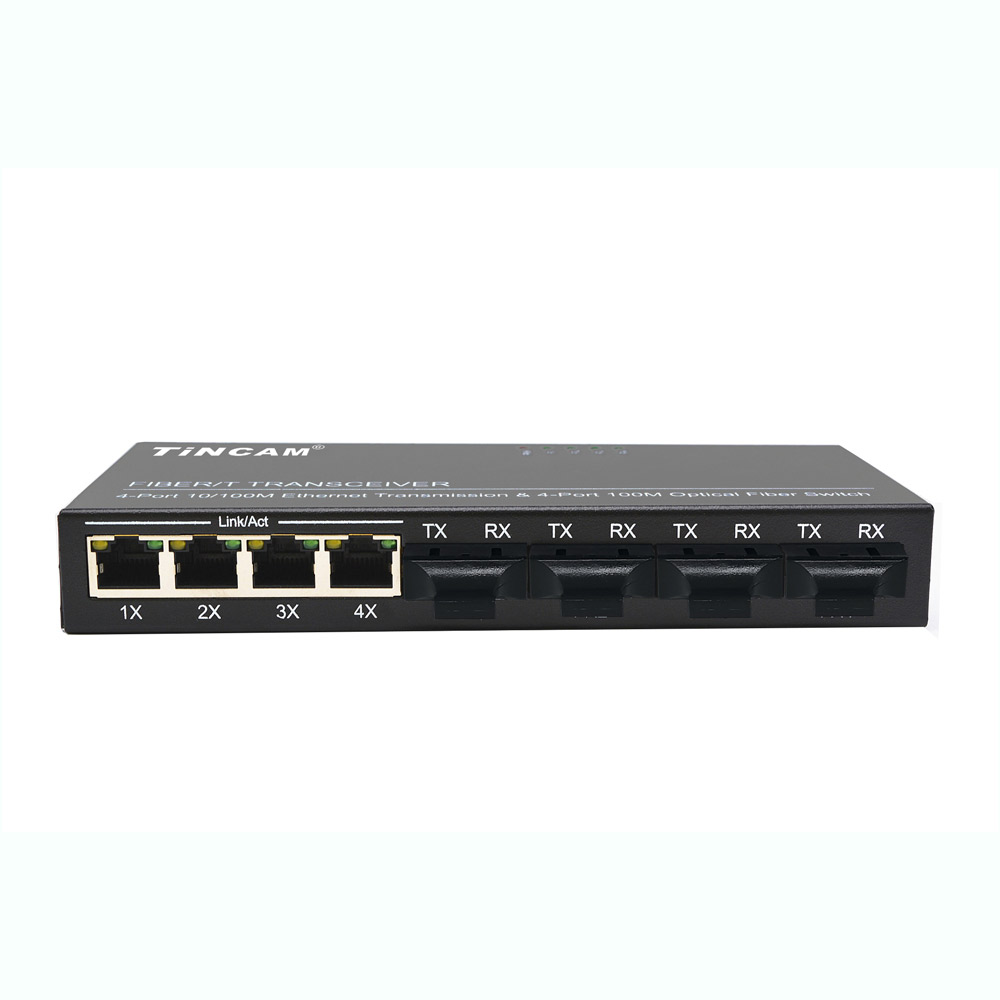 TiNCAM®
FIBER/T TRANSCEIVER
4-Port 10/100M Ethernet Transmission & 4-Port 100M Optical Fiber Switch
Link/Act
TX RX TX RX TX RX TX RX
1X 2X 3X 4X